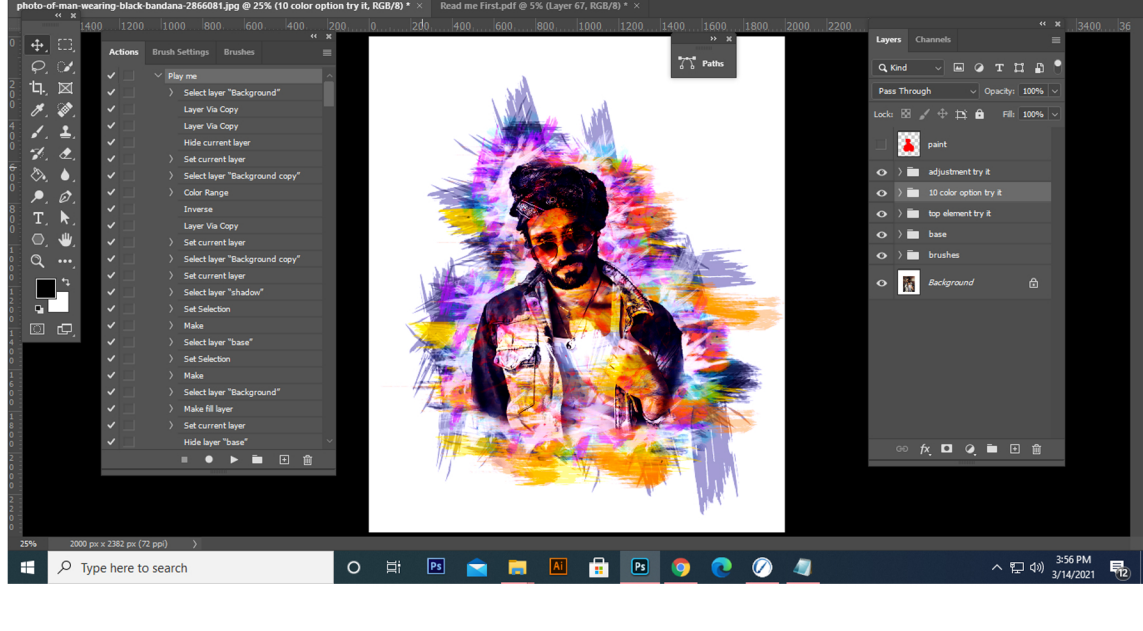 photo-of-man-wearing-black-bandana-2866081.jpg @ 25% (10 color option try it, RGB/8) * ×
Read me First.pdf @ 5% (Layer 67, RGB/8) * ×
1400 1200 1000 800 600 400 200 0 200 400 600 800 1000 1200 1400 1600 1800 2000 2200 3400
Actions Brush Settings Brushes
Play me
Select layer "Background"
Layer Via Copy
Layer Via Copy
Hide current layer
Set current layer
Select layer "Background copy"
Color Range
Inverse
Layer Via Copy
Set current layer
Select layer "Background copy"
Set current layer
Select layer "shadow"
Set Selection
Make
Select layer "base"
Set Selection
Make
Select layer "Background"
Make fill layer
Set current layer
Hide layer "base"
Paths
Layers Channels
Kind
Pass Through Opacity: 100%
Lock: Fill: 100%
paint
adjustment try it
10 color option try it
top element try it
base
brushes
Background
25% 2000 px x 2382 px (72 ppi)
Type here to search
Ps
Ai
Ps
3:56 PM
3/14/2021
12